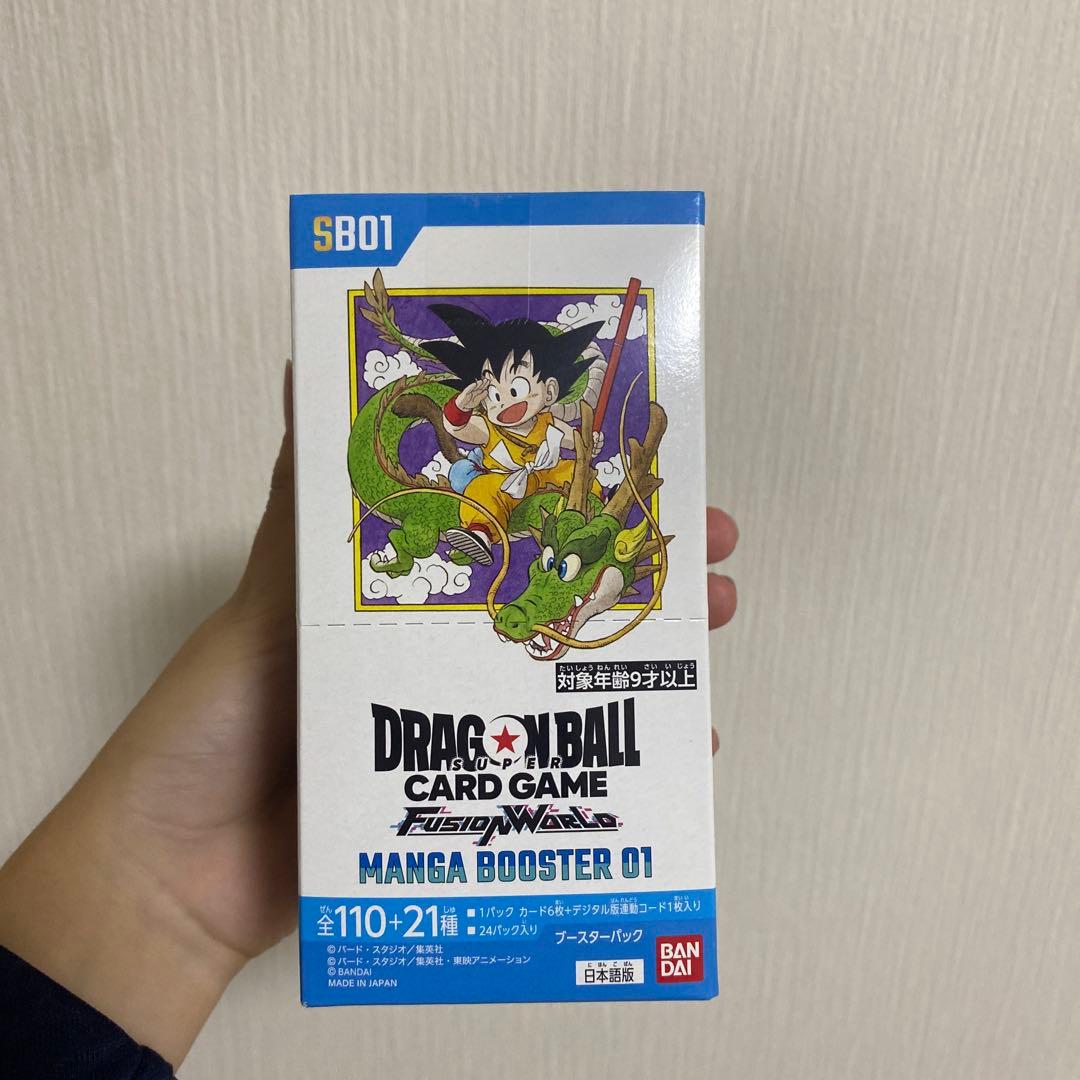 SB01
たいしょうねんれい さいいじょう
対象年齢9才以上
DRAGON BALL
SUPER
CARD GAME
FUSION WORLD
MANGA BOOSTER 01
ぜん しゅ まい ばんれんどう まいい
全110+21種 ■1パック カード6枚+デジタル版連動コード1枚入り
い
■24パック入り ブースターパック
©バード・スタジオ/集英社
©バード・スタジオ/集英社・東映アニメーション
©BANDAI
MADE IN JAPAN
にほんごばん
日本語版
BAN
DAI